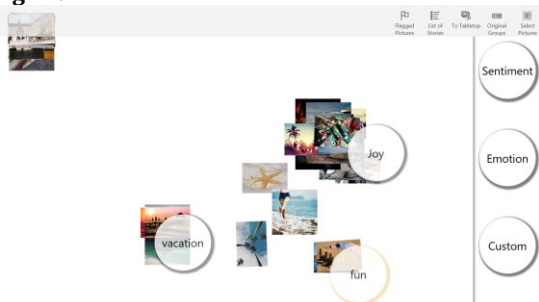 Flagged Pictures
List of Stories
To Tabletop
Original Groups
Select Pictures
Sentiment
Joy
Emotion
vacation
Custom
fun